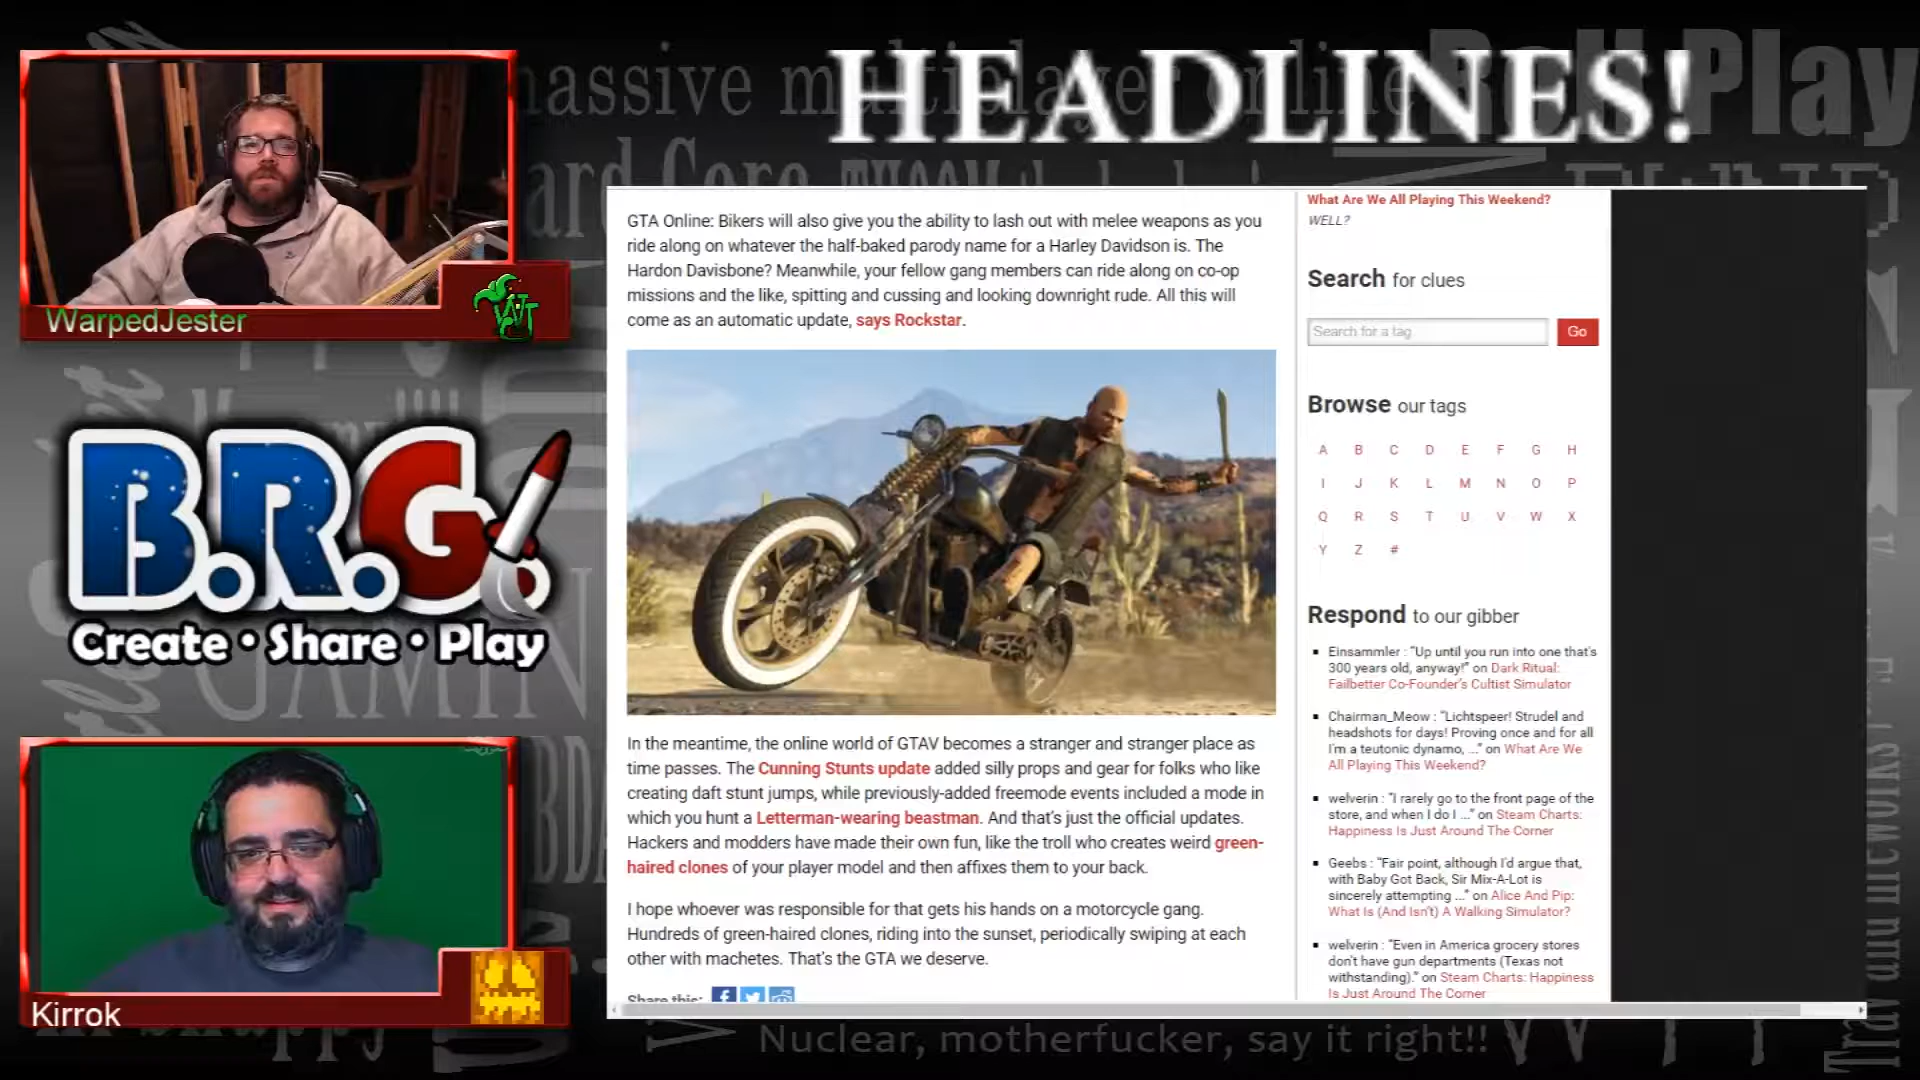 HEADLINES!
massive multiplayer online
Roll Play
WarpedJester
WJ
B.R.G.
Create • Share • Play
GAMING
Kirrok
GTA Online: Bikers will also give you the ability to lash out with melee weapons as you
ride along on whatever the half-baked parody name for a Harley Davidson is. The
Hardon Davisbone? Meanwhile, your fellow gang members can ride along on co-op
missions and the like, spitting and cussing and looking downright rude. All this will
come as an automatic update, says Rockstar.
In the meantime, the online world of GTAV becomes a stranger and stranger place as
time passes. The Cunning Stunts update added silly props and gear for folks who like
creating daft stunt jumps, while previously-added freemode events included a mode in
which you hunt a Letterman-wearing beastman. And that's just the official updates.
Hackers and modders have made their own fun, like the troll who creates weird green-
haired clones of your player model and then affixes them to your back.
I hope whoever was responsible for that gets his hands on a motorcycle gang.
Hundreds of green-haired clones, riding into the sunset, periodically swiping at each
other with machetes. That's the GTA we deserve.
Share this:
What Are We All Playing This Weekend?
WELL?
Search for clues
Search for a tag
Go
Browse our tags
A B C D E F G H
I J K L M N O P
Q R S T U V W X
Y Z #
Respond to our gibber
Einsammler : "Up until you run into one that's
300 years old, anyway!" on Dark Ritual:
Failbetter Co-Founder's Cultist Simulator
Chairman_Meow : "Lichtspeer! Strudel and
headshots for days! Proving once and for all
I'm a teutonic dynamo, ..." on What Are We
All Playing This Weekend?
welverin : "I rarely go to the front page of the
store, and when I do I ..." on Steam Charts:
Happiness Is Just Around The Corner
Geebs : "Fair point, although I'd argue that,
with Baby Got Back, Sir Mix-A-Lot is
sincerely attempting ..." on Alice And Pip:
What Is (And Isn't) A Walking Simulator?
welverin : "Even in America grocery stores
don't have gun departments (Texas not
withstanding)." on Steam Charts: Happiness
Is Just Around The Corner
Nuclear, motherfucker, say it right!!